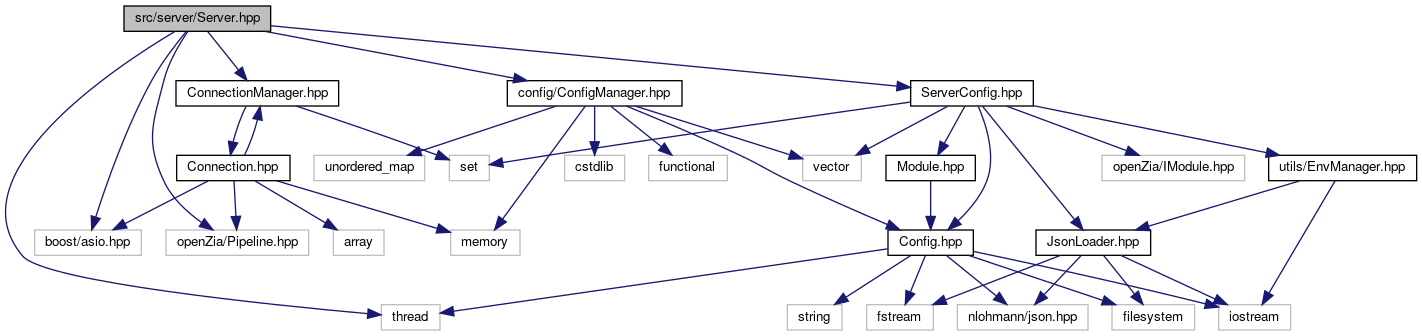 src/server/Server.hpp
ConnectionManager.hpp
config/ConfigManager.hpp
ServerConfig.hpp
Connection.hpp
unordered_map
set
cstdlib
functional
vector
Module.hpp
openZia/IModule.hpp
utils/EnvManager.hpp
boost/asio.hpp
openZia/Pipeline.hpp
array
memory
Config.hpp
JsonLoader.hpp
thread
string
fstream
nlohmann/json.hpp
filesystem
iostream